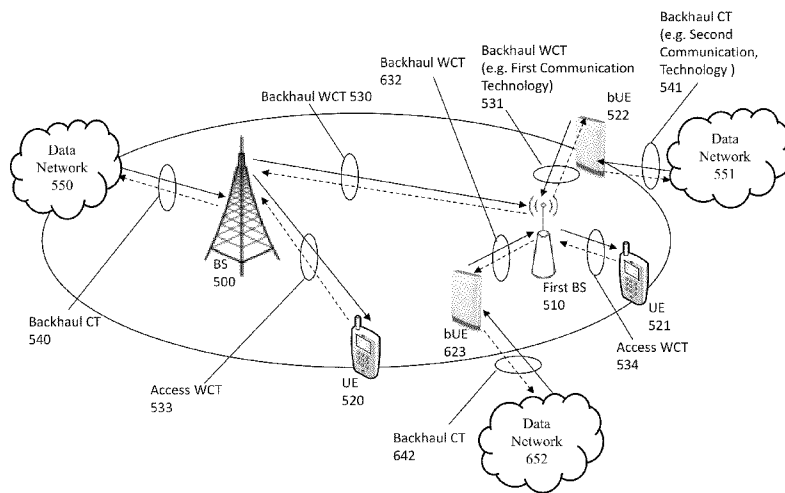 Backhaul CT
(e.g. Second
Communication,
Technology )
541
Backhaul WCT
(e.g. First Communication
Technology)
531
Backhaul WCT
632
bUE
522
Backhaul WCT 530
Data
Network
550
Data
Network
551
BS
500
First BS
510
UE
521
bUE
623
Backhaul CT
540
Access WCT
534
Access WCT
533
UE
520
Backhaul CT
642
Data
Network
652